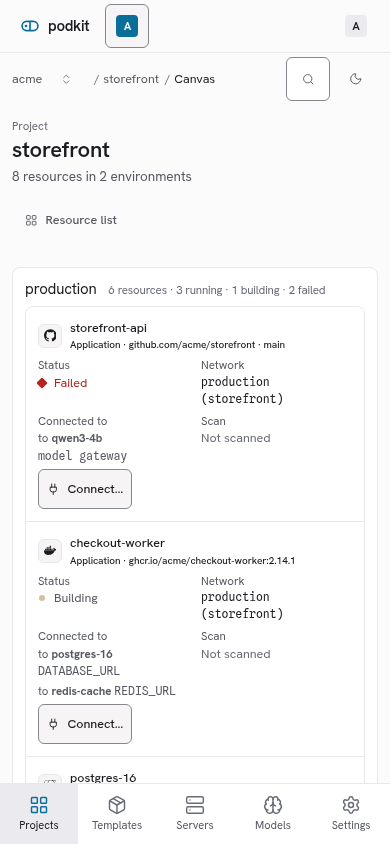 podkit
A
A
acme
/ storefront / Canvas
Project
storefront
8 resources in 2 environments
Resource list
production 6 resources · 3 running · 1 building · 2 failed
storefront-api
Application · github.com/acme/storefront · main
Status
Network
Failed
production
(storefront)
Connected to
Scan
to qwen3-4b
model gateway
Not scanned
Connect...
checkout-worker
Application · ghcr.io/acme/checkout-worker:2.14.1
Status
Network
Building
production
(storefront)
Connected to
Scan
to postgres-16
DATABASE_URL
Not scanned
to redis-cache REDIS_URL
Connect...
postgres-16
Projects
Templates
Servers
Models
Settings